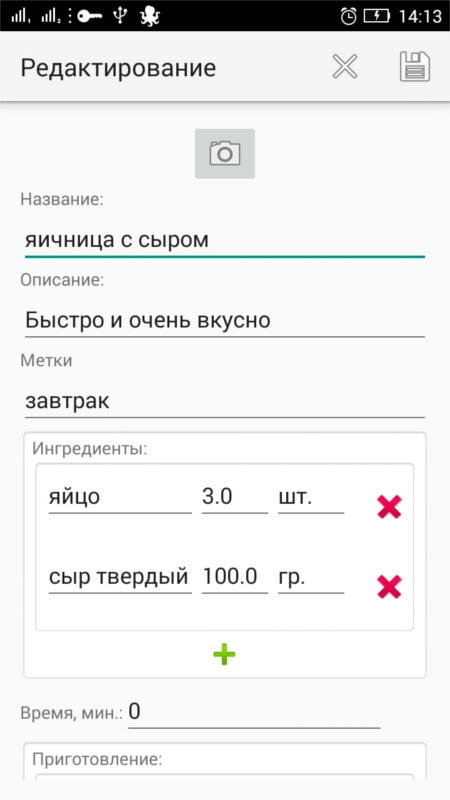 14:13
Редактирование
Название:
яичница с сыром
Описание:
Быстро и очень вкусно
Метки
завтрак
Ингредиенты:
яйцо 3.0 шт.
сыр твердый 100.0 гр.
Время, мин.: 0
Приготовление: